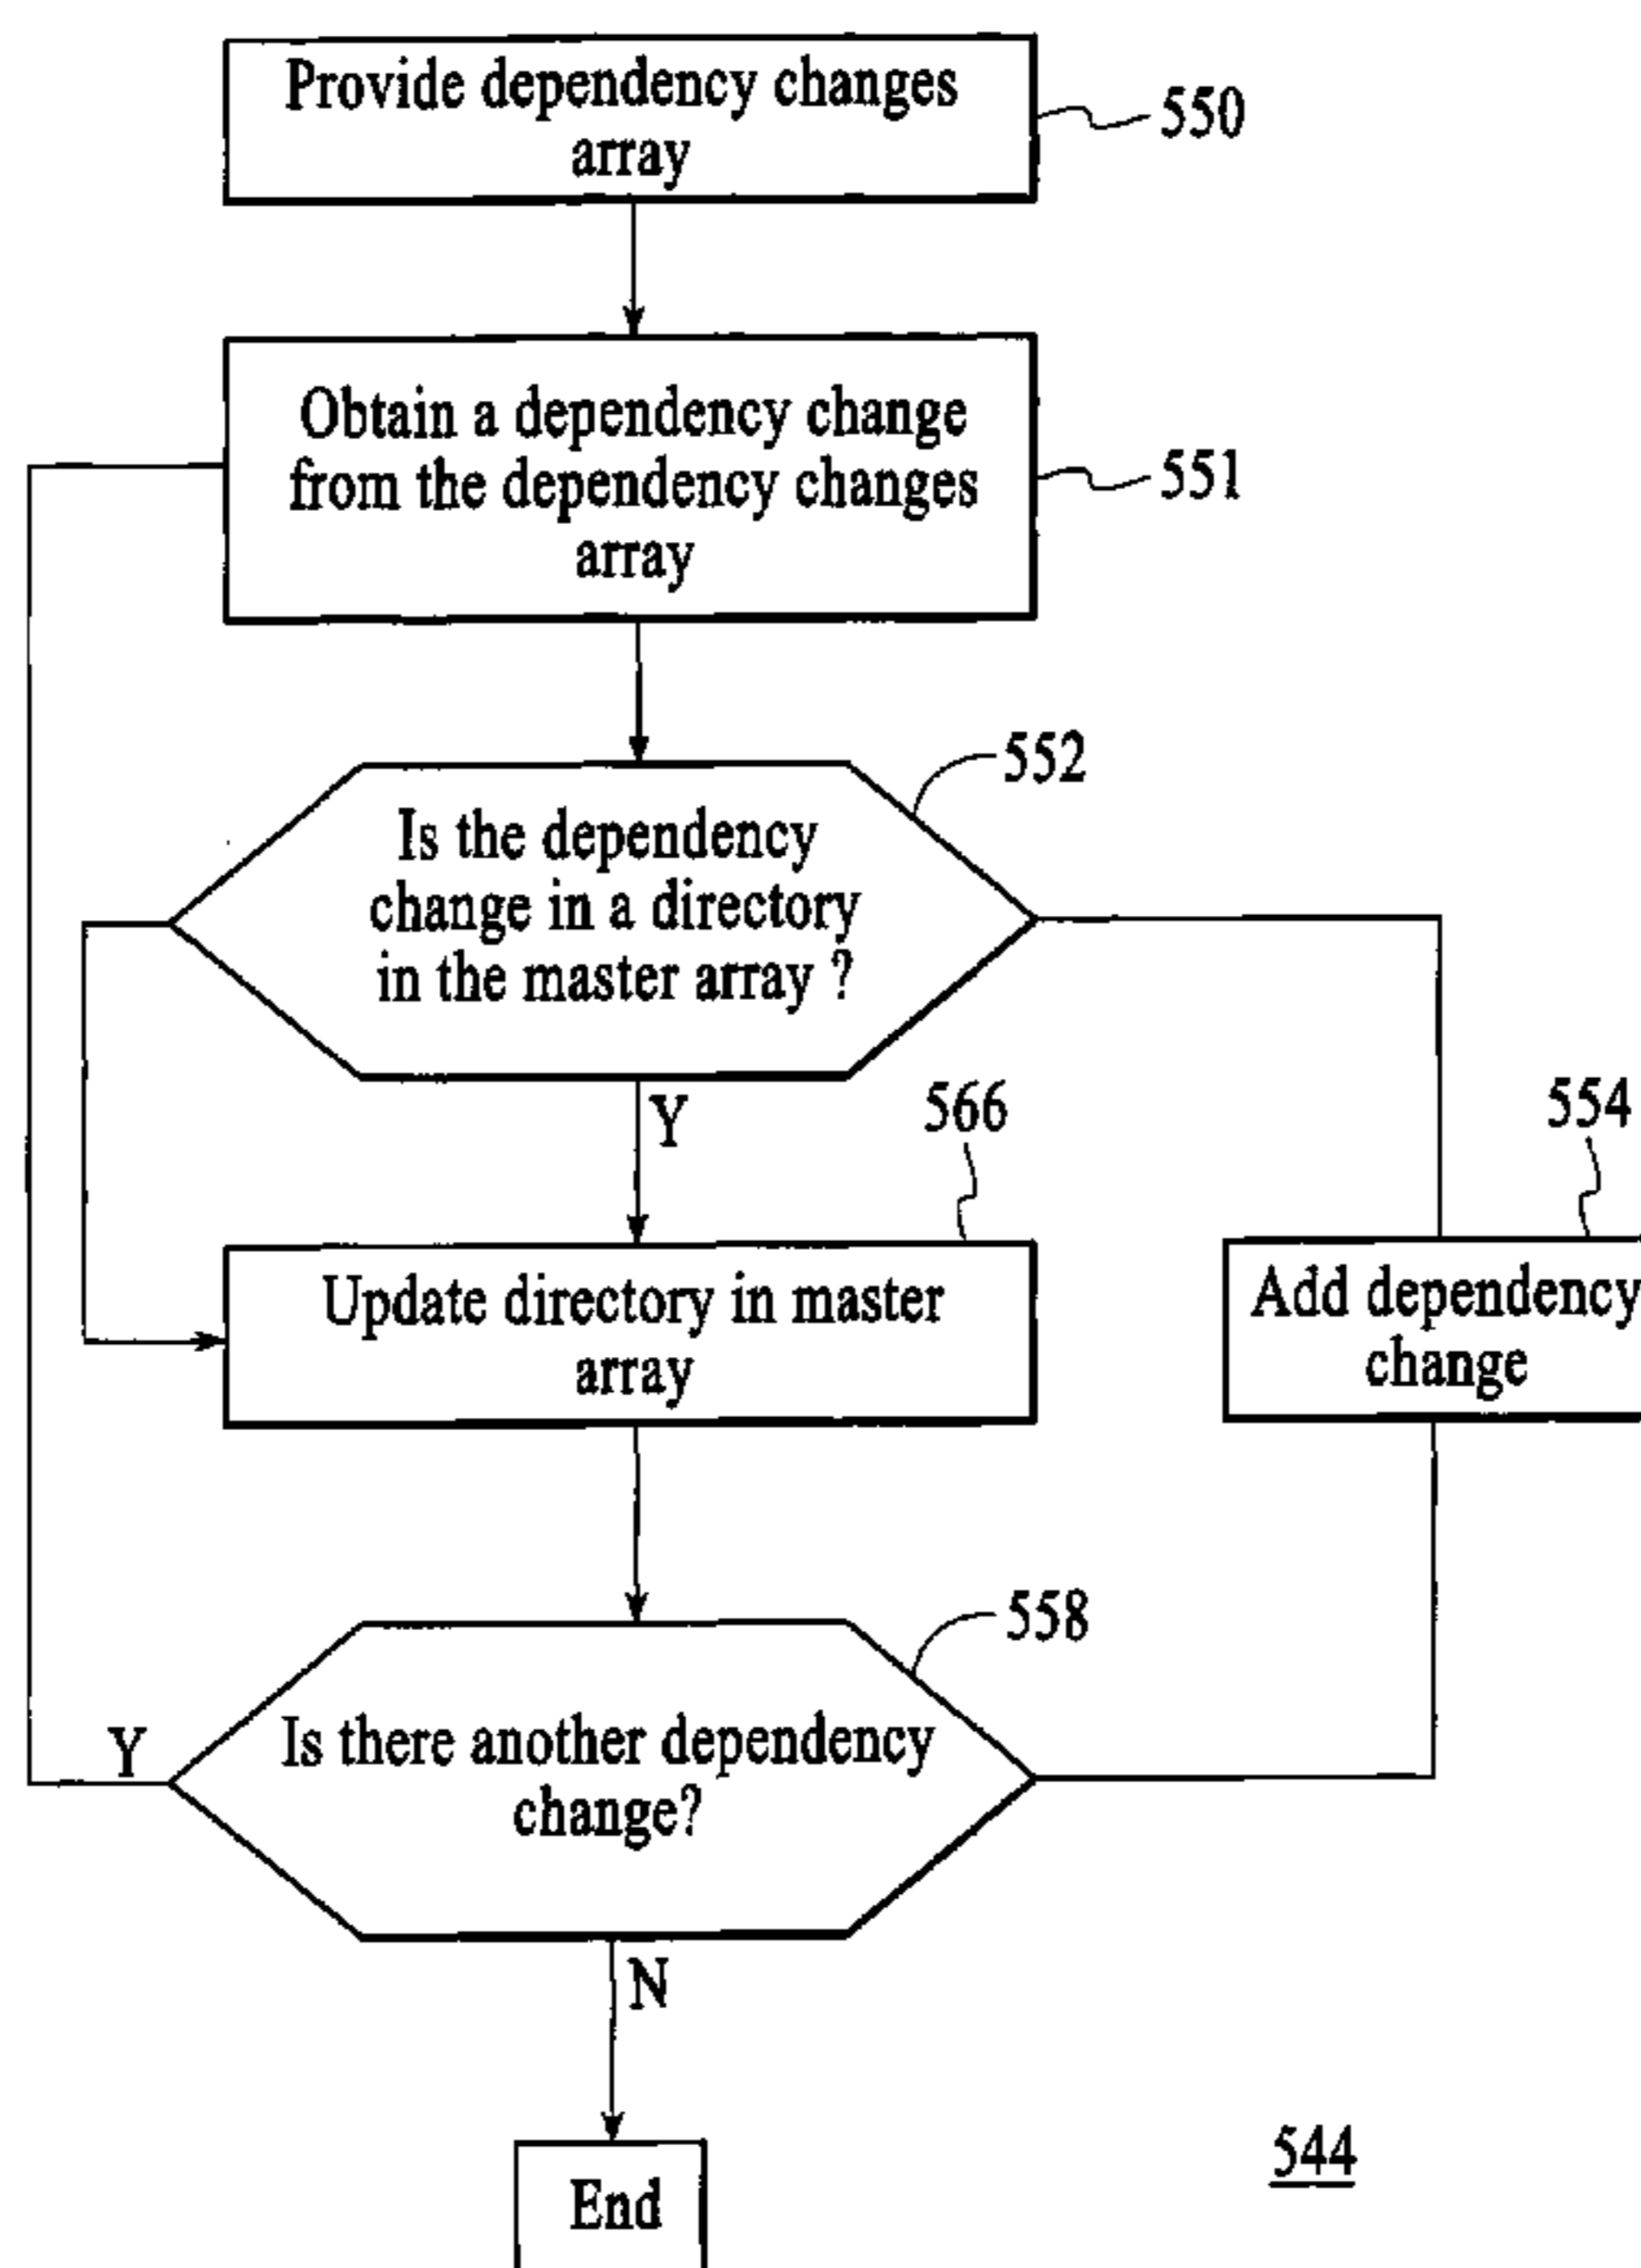 Provide dependency changes
array
550
Obtain a dependency change
from the dependency changes
array
551
552
Is the dependency
change in a directory
in the master array ?
Y
566
554
Update directory in master
array
Add dependency
change
558
Is there another dependency
change?
Y
N
End
544